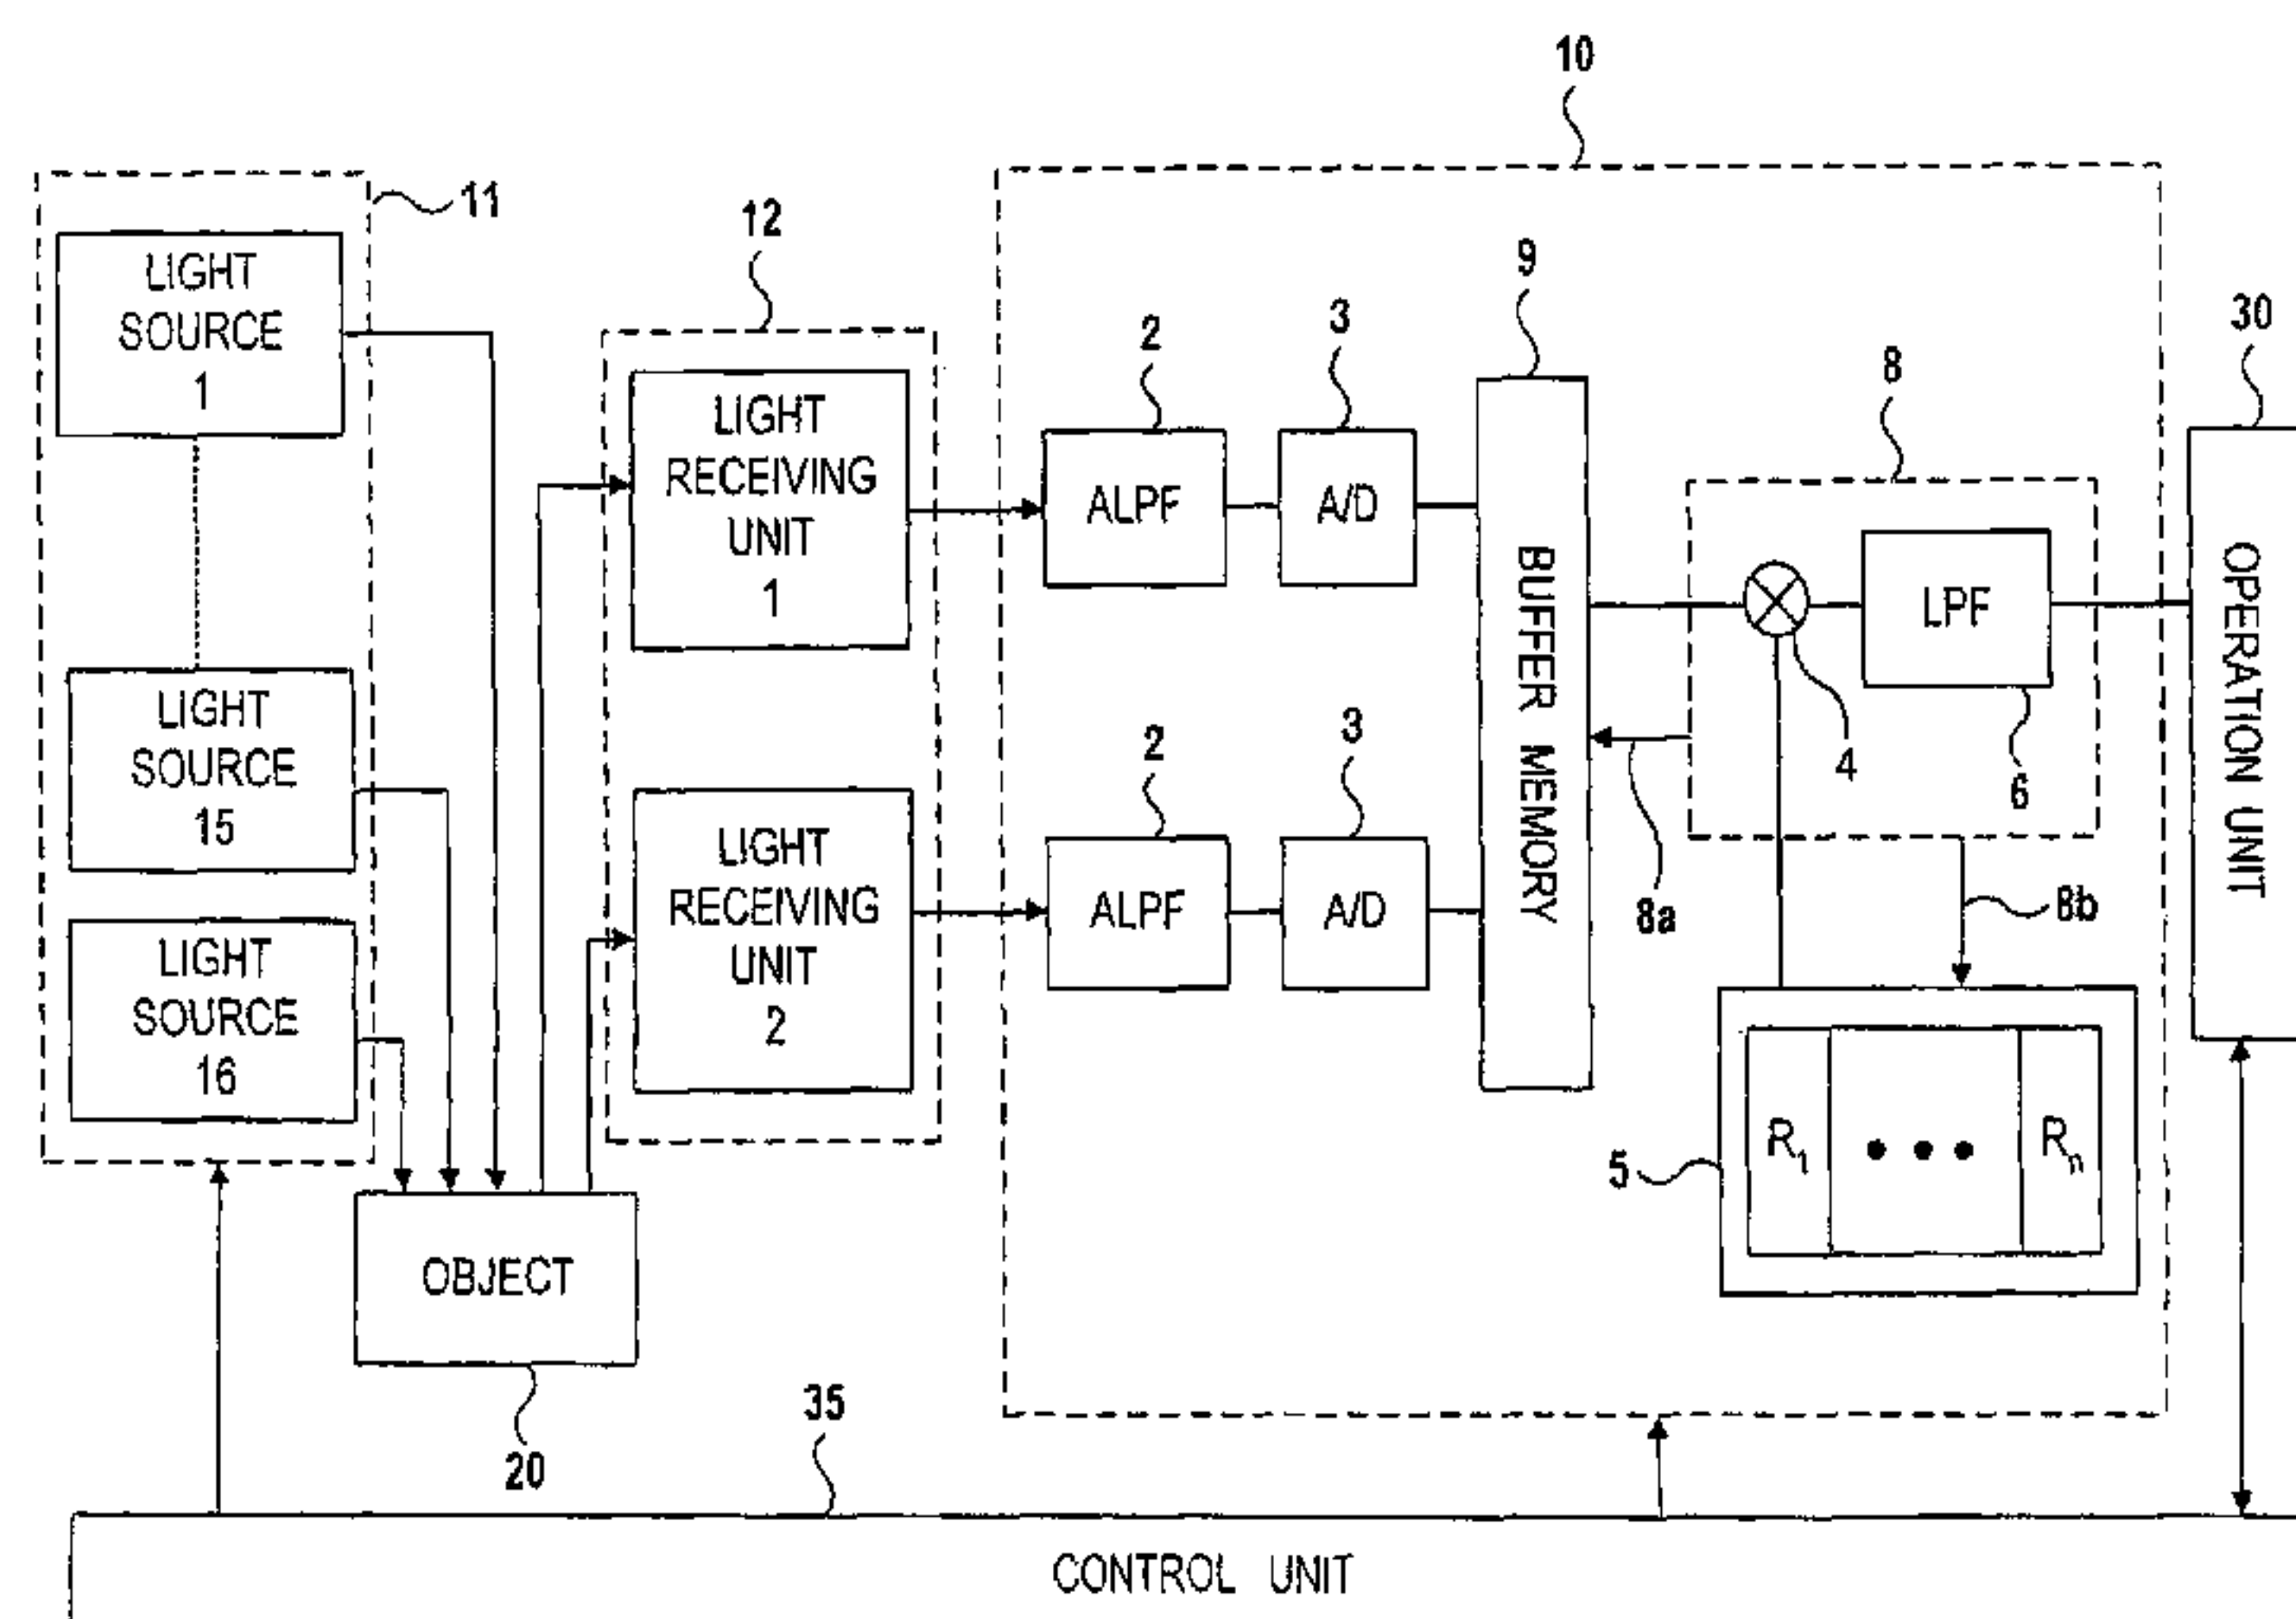 10
11
12
LIGHT
SOURCE
1
9
2
3
30
8
LIGHT
RECEIVING
UNIT
1
ALPF
A/D
BUFFER MEMORY
LPF
OPERATION UNIT
LIGHT
SOURCE
15
2
3
4
6
LIGHT
RECEIVING
UNIT
2
ALPF
A/D
8a
8b
LIGHT
SOURCE
16
5
R1
• • •
Rn
OBJECT
20
35
CONTROL UNIT